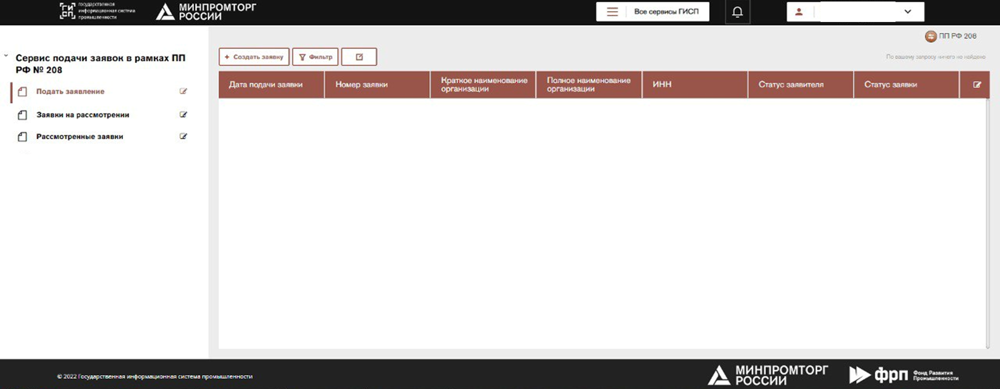 ГИ
СП
государственная
информационная система
промышленности
МИНПРОМТОРГ
РОССИИ
Все сервисы ГИСП
ПП РФ 208
Сервис подачи заявок в рамках ПП
РФ № 208
Подать заявление
Заявки на рассмотрении
Рассмотренные заявки
+ Создать заявку
Фильтр
По вашему запросу ничего не найдено
Дата подачи заявки
Номер заявки
Краткое наименование
организации
Полное наименование
организации
ИНН
Статус заявителя
Статус заявки
© 2022 Государственная информационная система промышленности
МИНПРОМТОРГ
РОССИИ
фрп
Фонд Развития
Промышленности